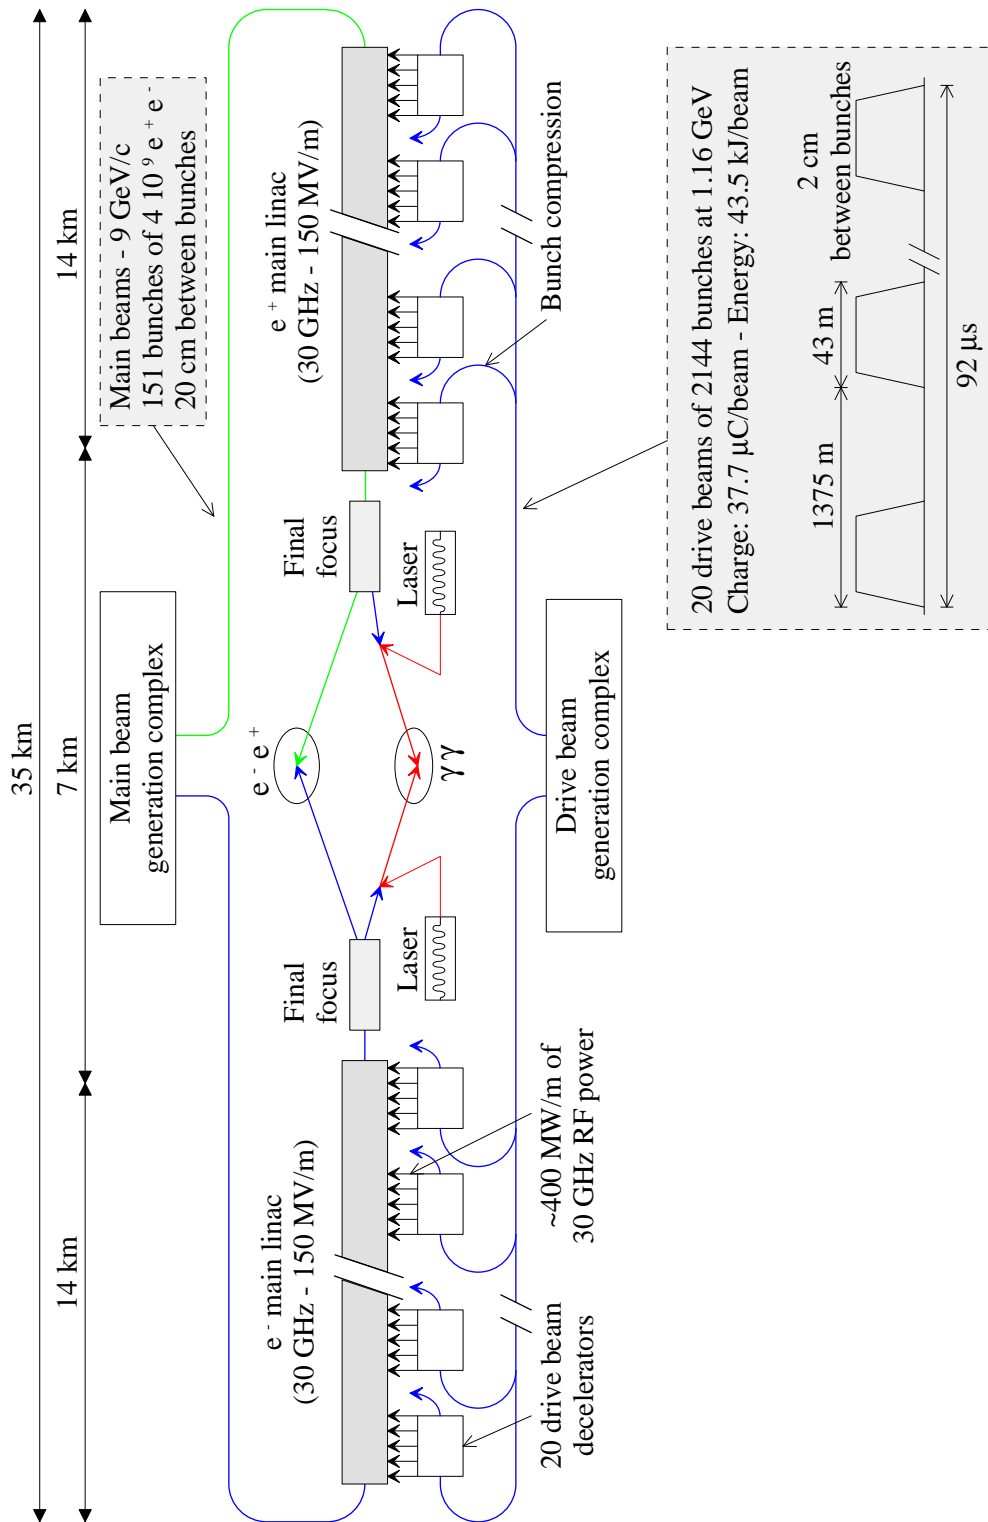 35 km
14 km
7 km
14 km
Main beam
generation complex
Main beams - 9 GeV/c
151 bunches of 4 10 ⁹ e ⁺ e ⁻
20 cm between bunches
e ⁻ main linac
(30 GHz - 150 MV/m)
Final
focus
e ⁻ e ⁺
Final
focus
e ⁺ main linac
(30 GHz - 150 MV/m)
Laser
γγ
Laser
20 drive beam
decelerators
~400 MW/m of
30 GHz RF power
Drive beam
generation complex
Bunch compression
20 drive beams of 2144 bunches at 1.16 GeV
Charge: 37.7 µC/beam - Energy: 43.5 kJ/beam
1375 m
43 m
2 cm
between bunches
92 µs